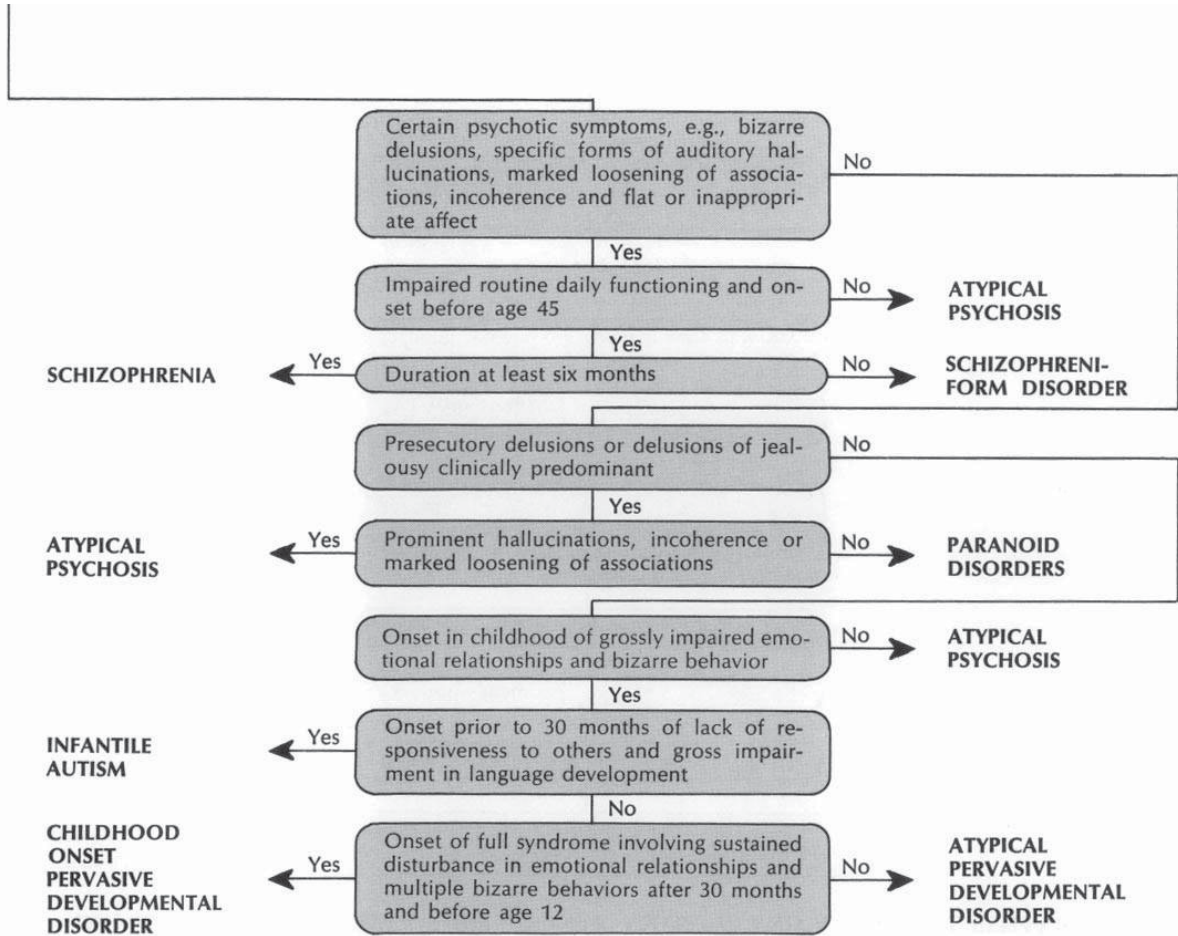 Certain psychotic symptoms, e.g., bizarre
delusions, specific forms of auditory hal-
lucinations, marked loosening of associa-
tions, incoherence and flat or inappropri-
ate affect
No
Yes
Impaired routine daily functioning and on-
set before age 45
No
ATYPICAL
PSYCHOSIS
Yes
SCHIZOPHRENIA
Yes
Duration at least six months
No
SCHIZOPHRENI-
FORM DISORDER
Presecutory delusions or delusions of jeal-
ousy clinically predominant
No
Yes
ATYPICAL
PSYCHOSIS
Yes
Prominent hallucinations, incoherence or
marked loosening of associations
No
PARANOID
DISORDERS
Onset in childhood of grossly impaired emo-
tional relationships and bizarre behavior
No
ATYPICAL
PSYCHOSIS
Yes
INFANTILE
AUTISM
Yes
Onset prior to 30 months of lack of re-
sponsiveness to others and gross impair-
ment in language development
No
CHILDHOOD
ONSET
PERVASIVE
DEVELOPMENTAL
DISORDER
Yes
Onset of full syndrome involving sustained
disturbance in emotional relationships and
multiple bizarre behaviors after 30 months
and before age 12
No
ATYPICAL
PERVASIVE
DEVELOPMENTAL
DISORDER